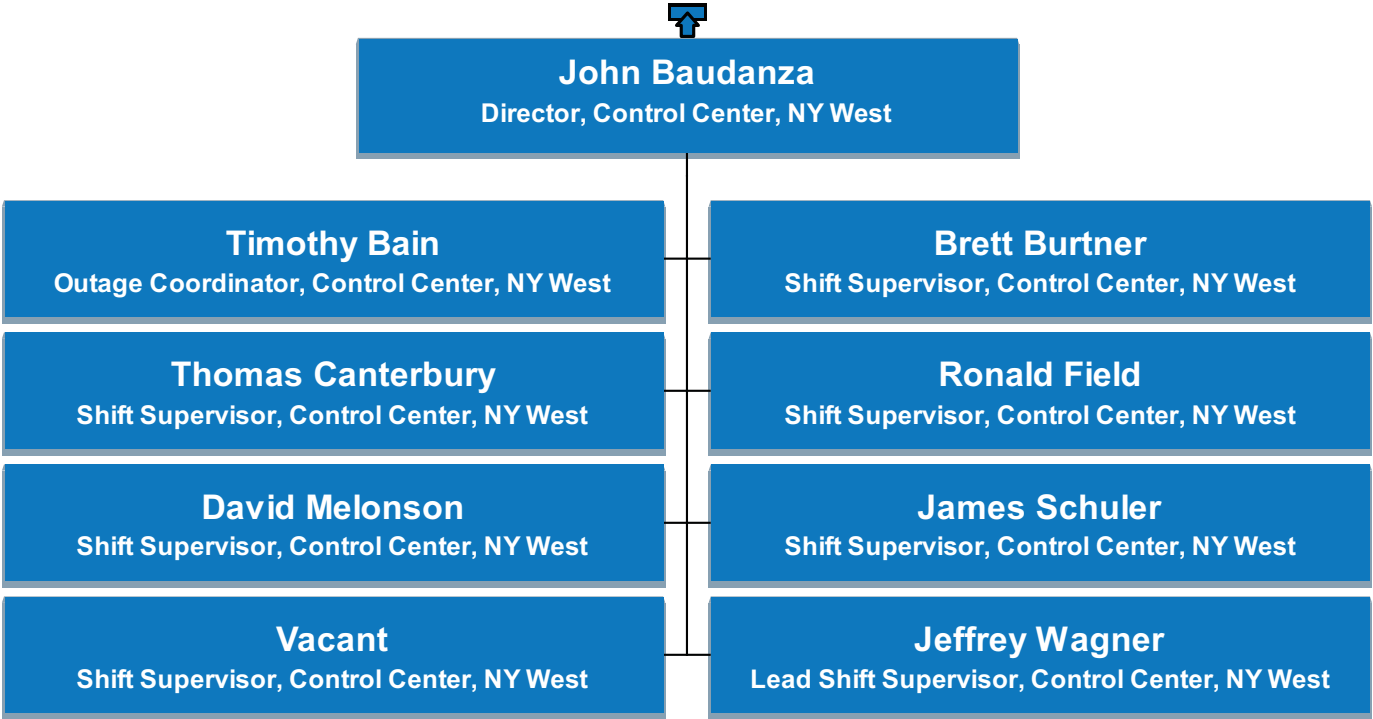 John Baudanza
Director, Control Center, NY West
Timothy Bain
Outage Coordinator, Control Center, NY West
Brett Burtner
Shift Supervisor, Control Center, NY West
Thomas Canterbury
Shift Supervisor, Control Center, NY West
Ronald Field
Shift Supervisor, Control Center, NY West
David Melonson
Shift Supervisor, Control Center, NY West
James Schuler
Shift Supervisor, Control Center, NY West
Vacant
Shift Supervisor, Control Center, NY West
Jeffrey Wagner
Lead Shift Supervisor, Control Center, NY West